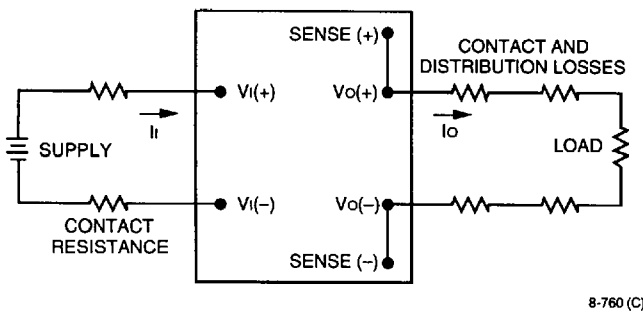 SENSE (+)
CONTACT AND
DISTRIBUTION LOSSES
VI(+)
VO(+)
II
IO
SUPPLY
LOAD
VI(–)
VO(–)
CONTACT
RESISTANCE
SENSE (–)
8-760 (C)